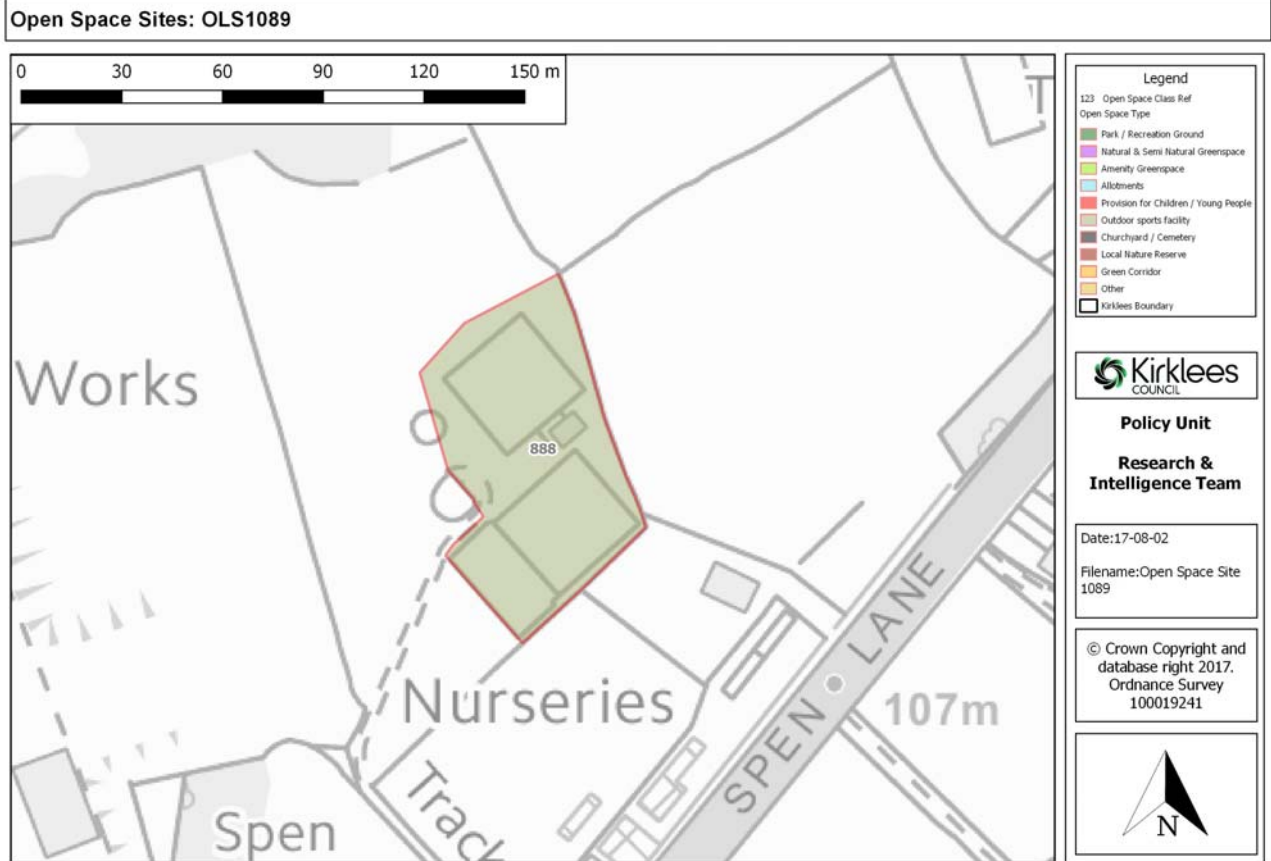 Open Space Sites: OLS1089
0 30 60 90 120 150 m
Works
888
Nurseries
Track
Spen
SPEN LANE
107m
Legend
123 Open Space Class Ref
Open Space Type
Park / Recreation Ground
Natural & Semi Natural Greenspace
Amenity Greenspace
Allotments
Provision for Children / Young People
Outdoor sports facility
Churchyard / Cemetery
Local Nature Reserve
Green Corridor
Other
Kirklees Boundary
Kirklees
COUNCIL
Policy Unit
Research &
Intelligence Team
Date:17-08-02
Filename:Open Space Site
1089
© Crown Copyright and
database right 2017.
Ordnance Survey
100019241
N